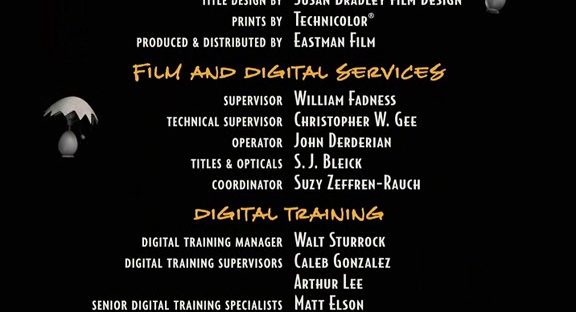 TITLE DESIGN BY SUSAN BRADLEY FILM DESIGN
PRINTS BY TECHNICOLOR®
PRODUCED & DISTRIBUTED BY EASTMAN FILM
FILM AND DIGITAL SERVICES
SUPERVISOR WILLIAM FADNESS
TECHNICAL SUPERVISOR CHRISTOPHER W. GEE
OPERATOR JOHN DERDERIAN
TITLES & OPTICALS S. J. BLEICK
COORDINATOR SUZY ZEFFREN-RAUCH
DIGITAL TRAINING
DIGITAL TRAINING MANAGER WALT STURROCK
DIGITAL TRAINING SUPERVISORS CALEB GONZALEZ
ARTHUR LEE
SENIOR DIGITAL TRAINING SPECIALISTS MATT ELSON